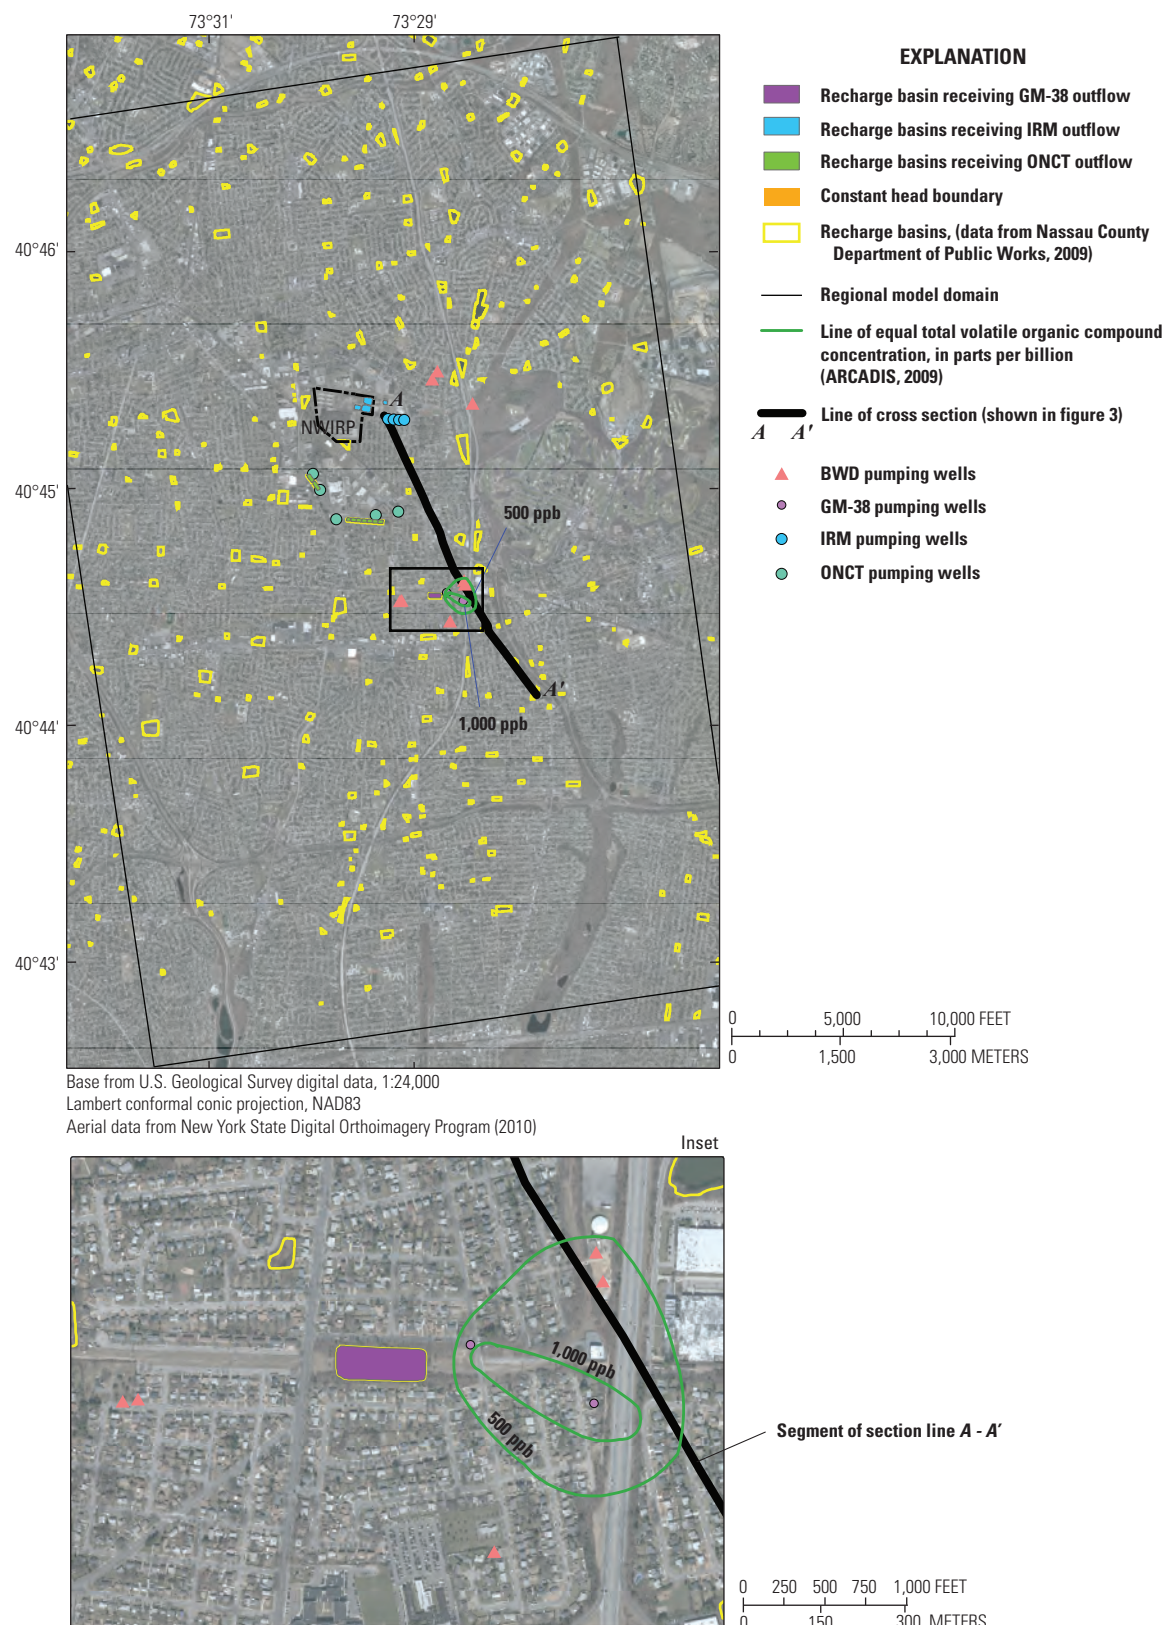 73°31'
73°29'
40°46'
40°45'
40°44'
40°43'
A
NWIRP
500 ppb
A′
1,000 ppb
EXPLANATION
Recharge basin receiving GM-38 outflow
Recharge basins receiving IRM outflow
Recharge basins receiving ONCT outflow
Constant head boundary
Recharge basins, (data from Nassau County
Department of Public Works, 2009)
Regional model domain
Line of equal total volatile organic compound
concentration, in parts per billion
(ARCADIS, 2009)
Line of cross section (shown in figure 3)
A A′
BWD pumping wells
GM-38 pumping wells
IRM pumping wells
ONCT pumping wells
0 5,000 10,000 FEET
0 1,500 3,000 METERS
Base from U.S. Geological Survey digital data, 1:24,000
Lambert conformal conic projection, NAD83
Aerial data from New York State Digital Orthoimagery Program (2010)
Inset
1,000 ppb
500 ppb
Segment of section line A - A′
0 250 500 750 1,000 FEET
0 150 300 METERS